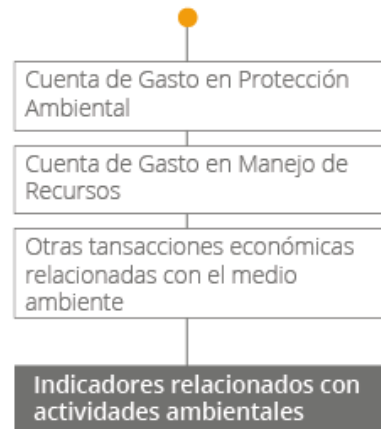 Cuenta de Gasto en Protección
Ambiental
Cuenta de Gasto en Manejo de
Recursos
Otras tansacciones económicas
relacionadas con el medio
ambiente
Indicadores relacionados con
actividades ambientales